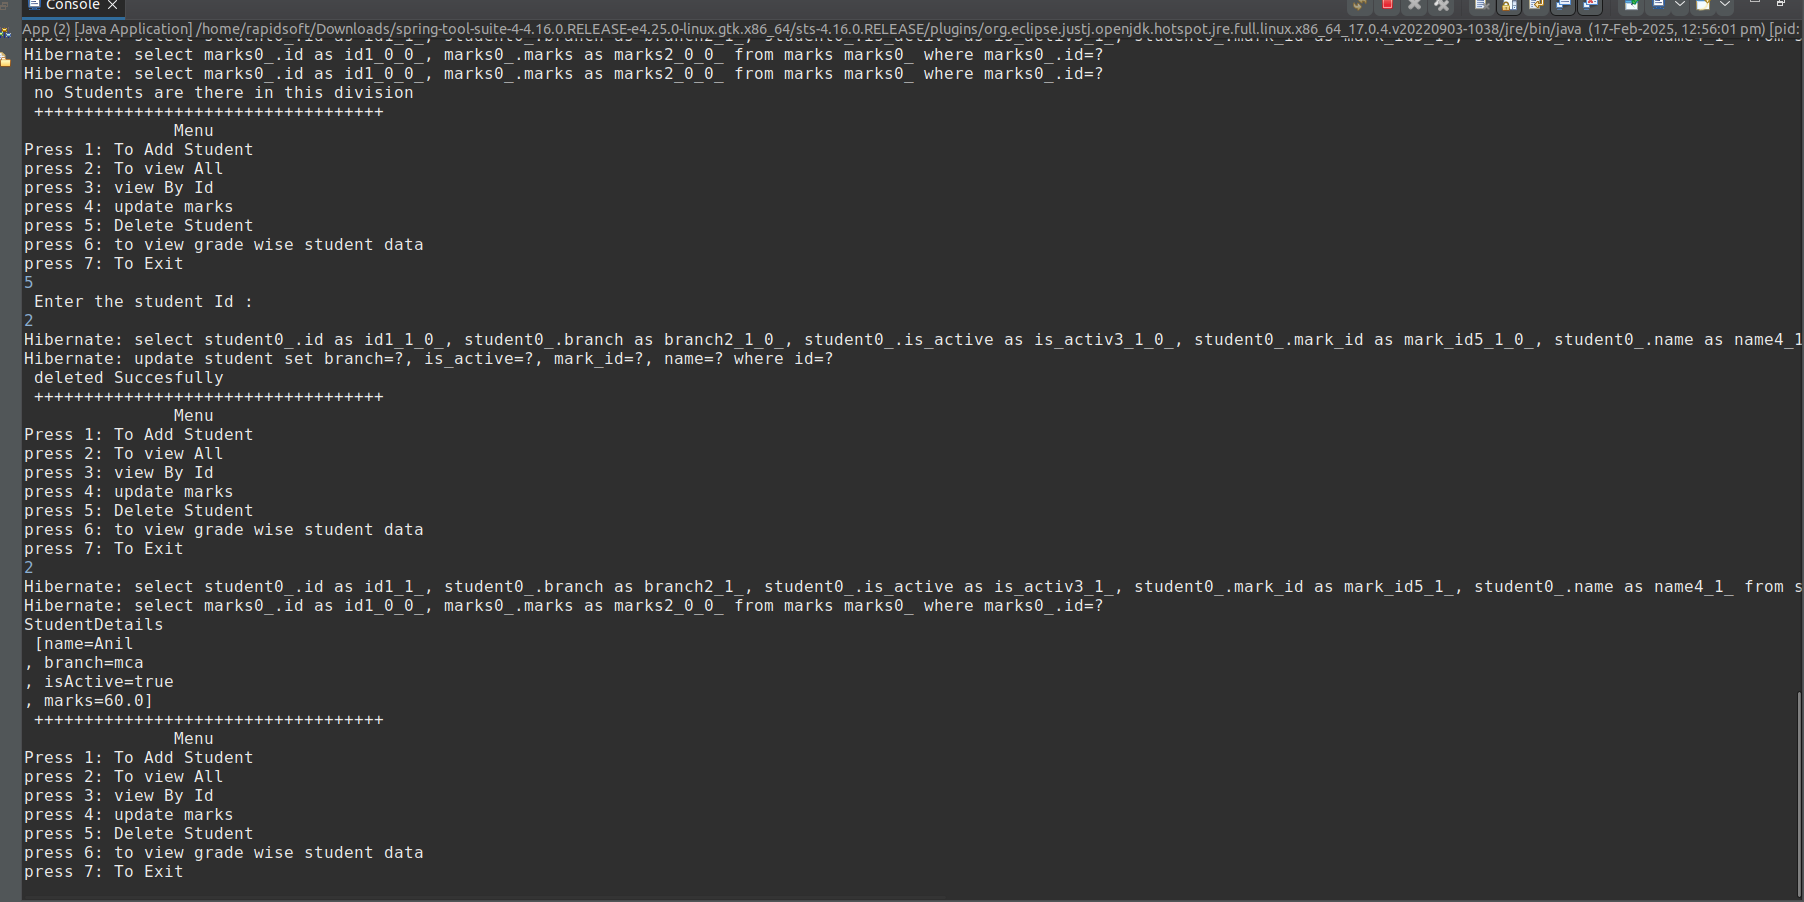 Console
App (2) [Java Application] /home/rapidsoft/Downloads/spring-tool-suite-4-4.16.0.RELEASE-e4.25.0-linux.gtk.x86_64/sts-4.16.0.RELEASE/plugins/org.eclipse.justj.openjdk.hotspot.jre.full.linux.x86_64_17.0.4.v20220903-1038/jre/bin/java (17-Feb-2025, 12:56:01 pm) [pid:
Hibernate: select marks0_.id as id1_0_0_, marks0_.marks as marks2_0_0_ from marks marks0_ where marks0_.id=?
Hibernate: select marks0_.id as id1_0_0_, marks0_.marks as marks2_0_0_ from marks marks0_ where marks0_.id=?
no Students are there in this division
+++++++++++++++++++++++++++++++++++
Menu
Press 1: To Add Student
press 2: To view All
press 3: view By Id
press 4: update marks
press 5: Delete Student
press 6: to view grade wise student data
press 7: To Exit
5
Enter the student Id :
2
Hibernate: select student0_.id as id1_1_0_, student0_.branch as branch2_1_0_, student0_.is_active as is_activ3_1_0_, student0_.mark_id as mark_id5_1_0_, student0_.name as name4_1
Hibernate: update student set branch=?, is_active=?, mark_id=?, name=? where id=?
deleted Succesfully
+++++++++++++++++++++++++++++++++++
Menu
Press 1: To Add Student
press 2: To view All
press 3: view By Id
press 4: update marks
press 5: Delete Student
press 6: to view grade wise student data
press 7: To Exit
2
Hibernate: select student0_.id as id1_1_, student0_.branch as branch2_1_, student0_.is_active as is_activ3_1_, student0_.mark_id as mark_id5_1_, student0_.name as name4_1_ from s
Hibernate: select marks0_.id as id1_0_0_, marks0_.marks as marks2_0_0_ from marks marks0_ where marks0_.id=?
StudentDetails
[name=Anil
, branch=mca
, isActive=true
, marks=60.0]
+++++++++++++++++++++++++++++++++++
Menu
Press 1: To Add Student
press 2: To view All
press 3: view By Id
press 4: update marks
press 5: Delete Student
press 6: to view grade wise student data
press 7: To Exit